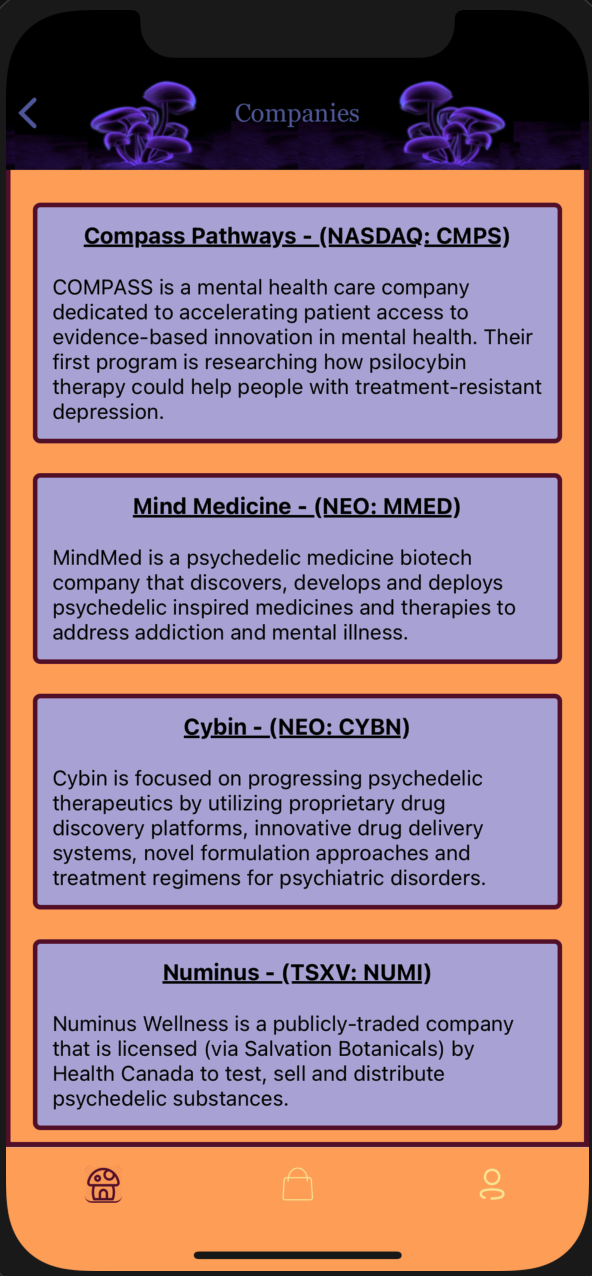 Companies
Compass Pathways - (NASDAQ: CMPS)
COMPASS is a mental health care company
dedicated to accelerating patient access to
evidence-based innovation in mental health. Their
first program is researching how psilocybin
therapy could help people with treatment-resistant
depression.
Mind Medicine - (NEO: MMED)
MindMed is a psychedelic medicine biotech
company that discovers, develops and deploys
psychedelic inspired medicines and therapies to
address addiction and mental illness.
Cybin - (NEO: CYBN)
Cybin is focused on progressing psychedelic
therapeutics by utilizing proprietary drug
discovery platforms, innovative drug delivery
systems, novel formulation approaches and
treatment regimens for psychiatric disorders.
Numinus - (TSXV: NUMI)
Numinus Wellness is a publicly-traded company
that is licensed (via Salvation Botanicals) by
Health Canada to test, sell and distribute
psychedelic substances.